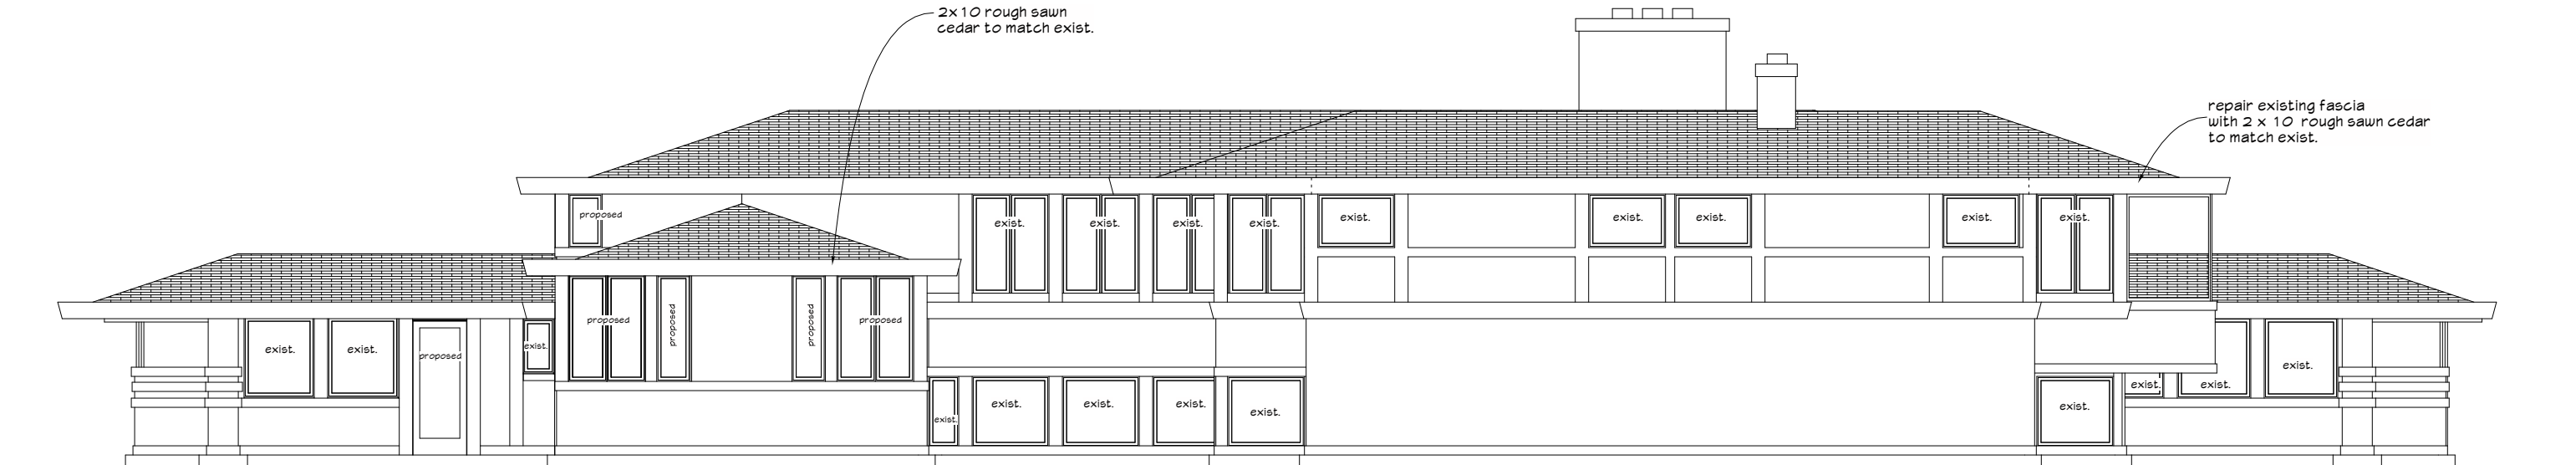 2x10 rough sawn
cedar to match exist.
repair existing fascia
with 2 x 10 rough sawn cedar
to match exist.
proposed
exist.
exist.
exist.
exist.
exist.
exist.
exist.
exist.
exist.
exist.
exist.
proposed
exist.
proposed
proposed
proposed
proposed
exist.
exist.
exist.
exist.
exist.
exist.
exist.
exist.
exist.
exist.